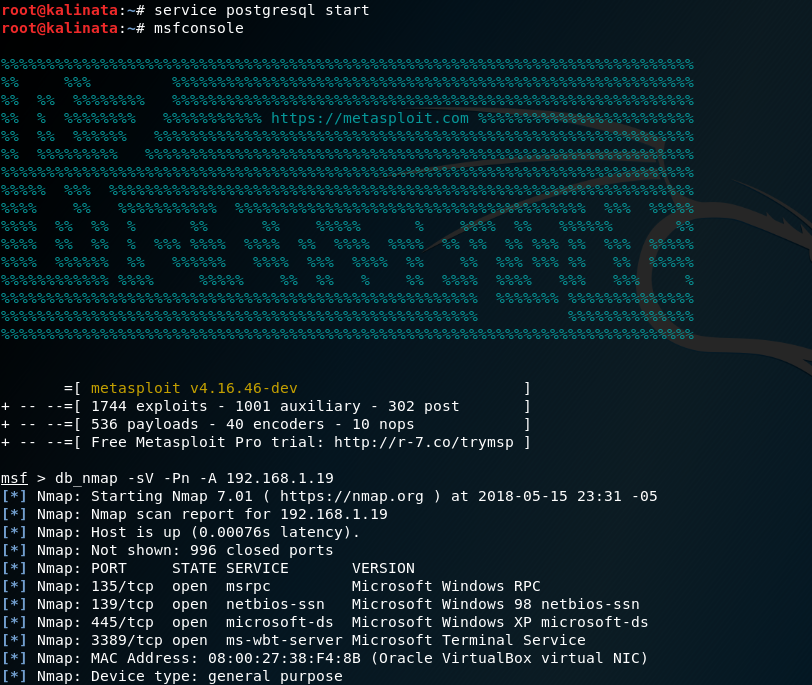 root@kalinata:~# service postgresql start
root@kalinata:~# msfconsole
%%%%%%%%%%%%%%%%%%%%%%%%%%%%%%%%%%%%%%%%%%%%%%%%%%%%%%%%%%%%%%%%%%%%%%%%%%%%%
%%     %%%         %%%%%%%%%%%%%%%%%%%%%%%%%%%%%%%%%%%%%%%%%%%%%%%%%%%%%%%%%%
%%  %%  %%%%%%%%   %%%%%%%%%%%%%%%%%%%%%%%%%%%%%%%%%%%%%%%%%%%%%%%%%%%%%%%%%%
%%  %  %%%%%%%%   %%%%%%%%%%% https://metasploit.com %%%%%%%%%%%%%%%%%%%%%%%%
%%  %%  %%%%%%   %%%%%%%%%%%%%%%%%%%%%%%%%%%%%%%%%%%%%%%%%%%%%%%%%%%%%%%%%%%%
%%  %%%%%%%%%   %%%%%%%%%%%%%%%%%%%%%%%%%%%%%%%%%%%%%%%%%%%%%%%%%%%%%%%%%%%%%
%%%%%%%%%%%%%%%%%%%%%%%%%%%%%%%%%%%%%%%%%%%%%%%%%%%%%%%%%%%%%%%%%%%%%%%%%%%%%
%%%%%  %%%  %%%%%%%%%%%%%%%%%%%%%%%%%%%%%%%%%%%%%%%%%%%%%%%%%%%%%%%%%%%%%%%%%
%%%%    %%   %%%%%%%%%%%  %%%%%%%%%%%%%%%%%%%%%%%%%%%%%%%%%%%%%%%  %%%  %%%%%
%%%%  %%  %%  %      %%      %%    %%%%%      %    %%%%  %%   %%%%%%       %%
%%%%  %%  %%  %  %%% %%%%  %%%%  %%  %%%%  %%%%  %% %%  %% %%% %%  %%%  %%%%%
%%%%  %%%%%%  %%   %%%%%%   %%%%  %%%  %%%%  %%    %%  %%% %%% %%   %%  %%%%%
%%%%%%%%%%%% %%%%     %%%%%    %%  %%   %    %%  %%%%  %%%%   %%%   %%%     %
%%%%%%%%%%%%%%%%%%%%%%%%%%%%%%%%%%%%%%%%%%%%%%%%%%%%%  %%%%%%% %%%%%%%%%%%%%%
%%%%%%%%%%%%%%%%%%%%%%%%%%%%%%%%%%%%%%%%%%%%%%%%%%%%%          %%%%%%%%%%%%%%
%%%%%%%%%%%%%%%%%%%%%%%%%%%%%%%%%%%%%%%%%%%%%%%%%%%%%%%%%%%%%%%%%%%%%%%%%%%%%
=[ metasploit v4.16.46-dev                         ]
+ -- --=[ 1744 exploits - 1001 auxiliary - 302 post       ]
+ -- --=[ 536 payloads - 40 encoders - 10 nops            ]
+ -- --=[ Free Metasploit Pro trial: http://r-7.co/trymsp ]
msf > db_nmap -sV -Pn -A 192.168.1.19
[*] Nmap: Starting Nmap 7.01 ( https://nmap.org ) at 2018-05-15 23:31 -05
[*] Nmap: Nmap scan report for 192.168.1.19
[*] Nmap: Host is up (0.00076s latency).
[*] Nmap: Not shown: 996 closed ports
[*] Nmap: PORT     STATE SERVICE       VERSION
[*] Nmap: 135/tcp  open  msrpc         Microsoft Windows RPC
[*] Nmap: 139/tcp  open  netbios-ssn   Microsoft Windows 98 netbios-ssn
[*] Nmap: 445/tcp  open  microsoft-ds  Microsoft Windows XP microsoft-ds
[*] Nmap: 3389/tcp open  ms-wbt-server Microsoft Terminal Service
[*] Nmap: MAC Address: 08:00:27:38:F4:8B (Oracle VirtualBox virtual NIC)
[*] Nmap: Device type: general purpose